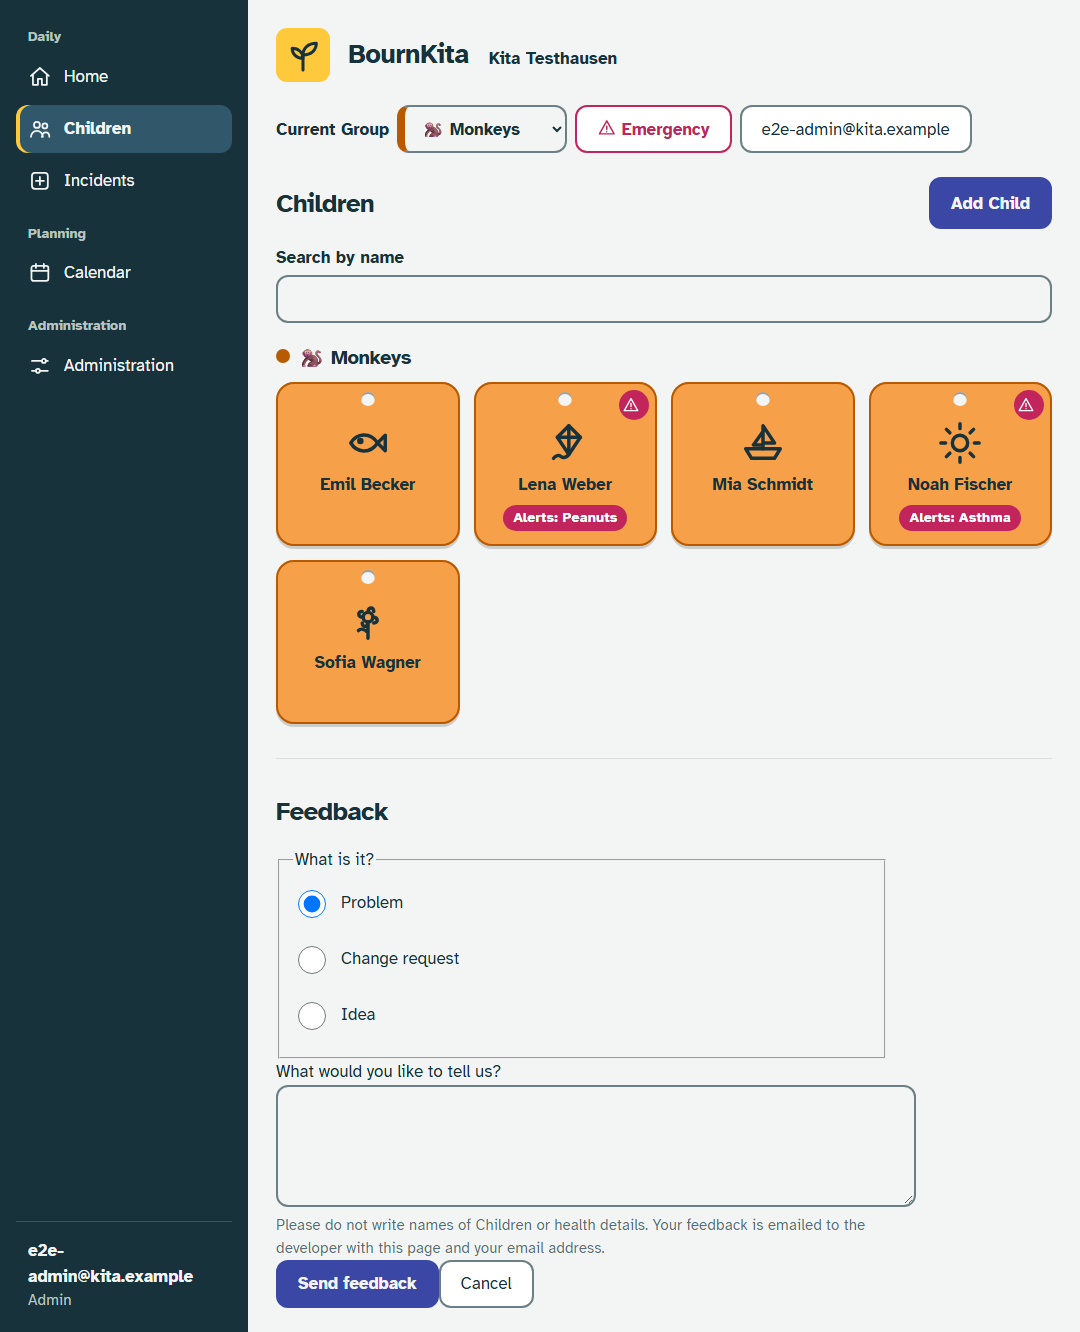 Daily
Home
Children
Incidents
Planning
Calendar
Administration
Administration
e2e-
admin@kita.example
Admin
BournKita
Kita Testhausen
Current Group
Monkeys
Emergency
e2e-admin@kita.example
Children
Add Child
Search by name
Monkeys
Emil Becker
Lena Weber
Alerts: Peanuts
Mia Schmidt
Noah Fischer
Alerts: Asthma
Sofia Wagner
Feedback
What is it?
Problem
Change request
Idea
What would you like to tell us?
Please do not write names of Children or health details. Your feedback is emailed to the
developer with this page and your email address.
Send feedback
Cancel